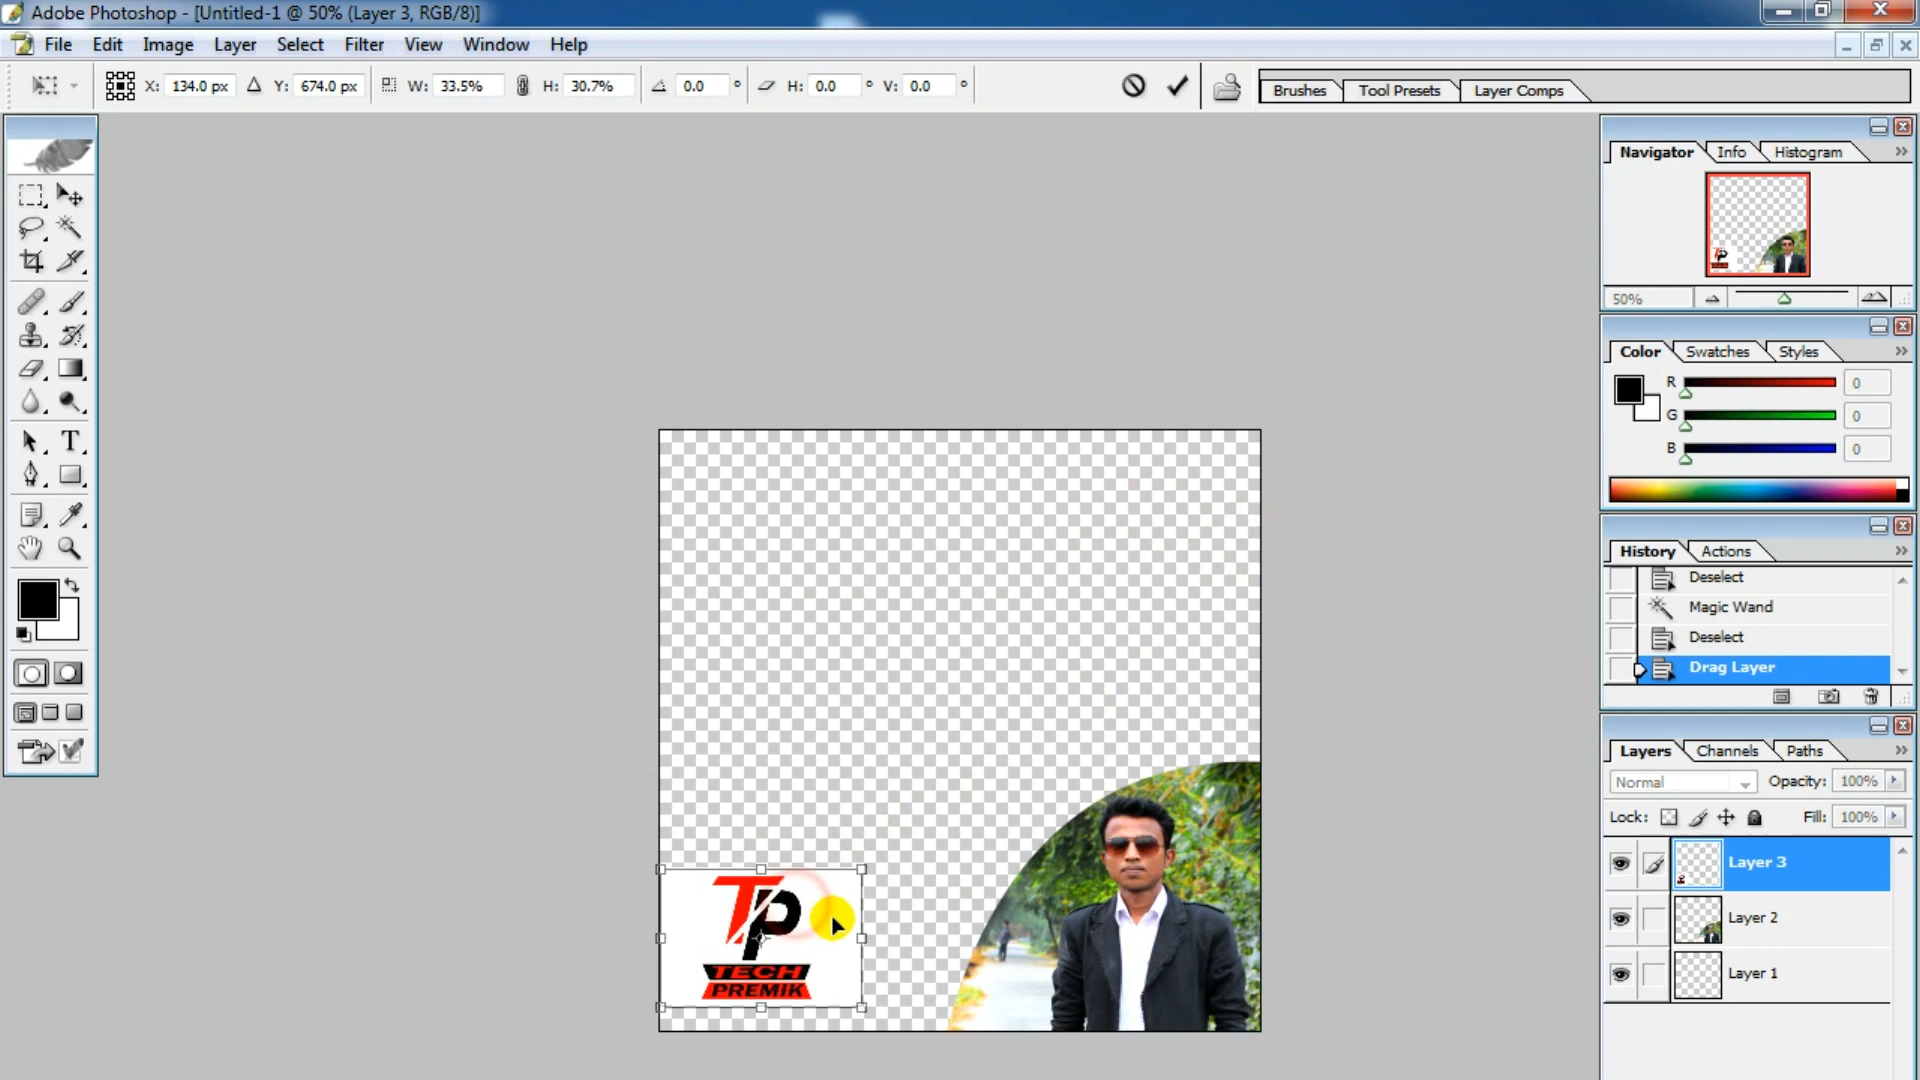 Adobe Photoshop - [Untitled-1 @ 50% (Layer 3, RGB/8)]
File Edit Image Layer Select Filter View Window Help
X: 134.0 px Y: 674.0 px W: 33.5% H: 30.7% 0.0 ° H: 0.0 ° V: 0.0 ° Brushes Tool Presets Layer Comps
Navigator Info Histogram
50%
Color Swatches Styles
R 0
G 0
B 0
T
History Actions
Deselect
Magic Wand
Deselect
Drag Layer
Layers Channels Paths
Normal Opacity: 100%
Lock: Fill: 100%
Layer 3
Layer 2
Layer 1
TP
TECH
PREMIK